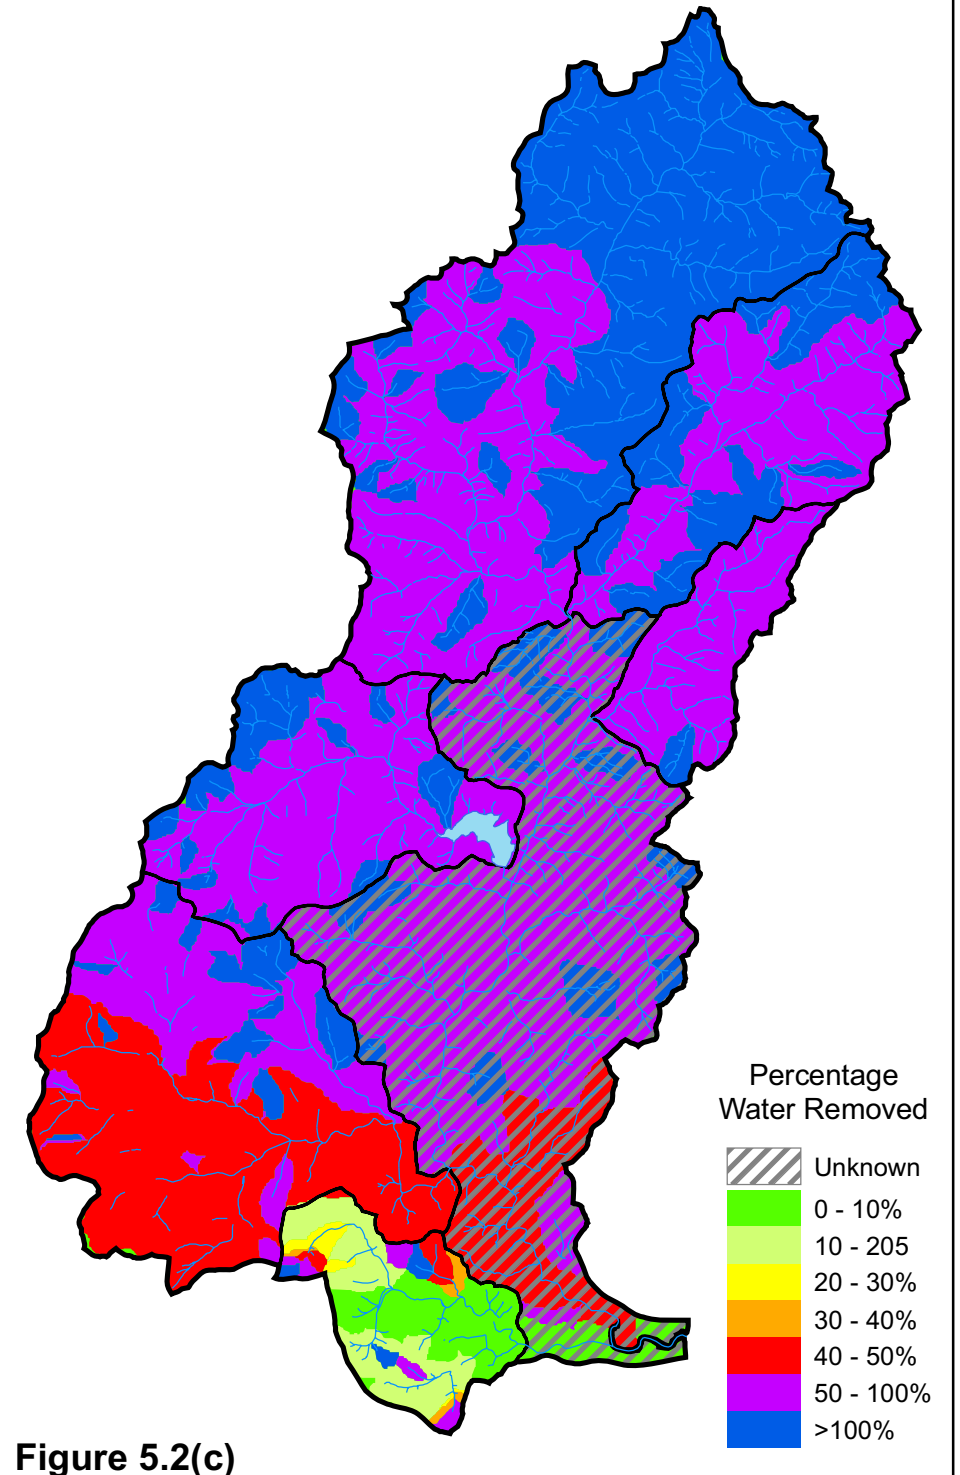 Percentage
Water Removed
Unknown
0 - 10%
10 - 205
20 - 30%
30 - 40%
40 - 50%
50 - 100%
>100%
Figure 5.2(c)